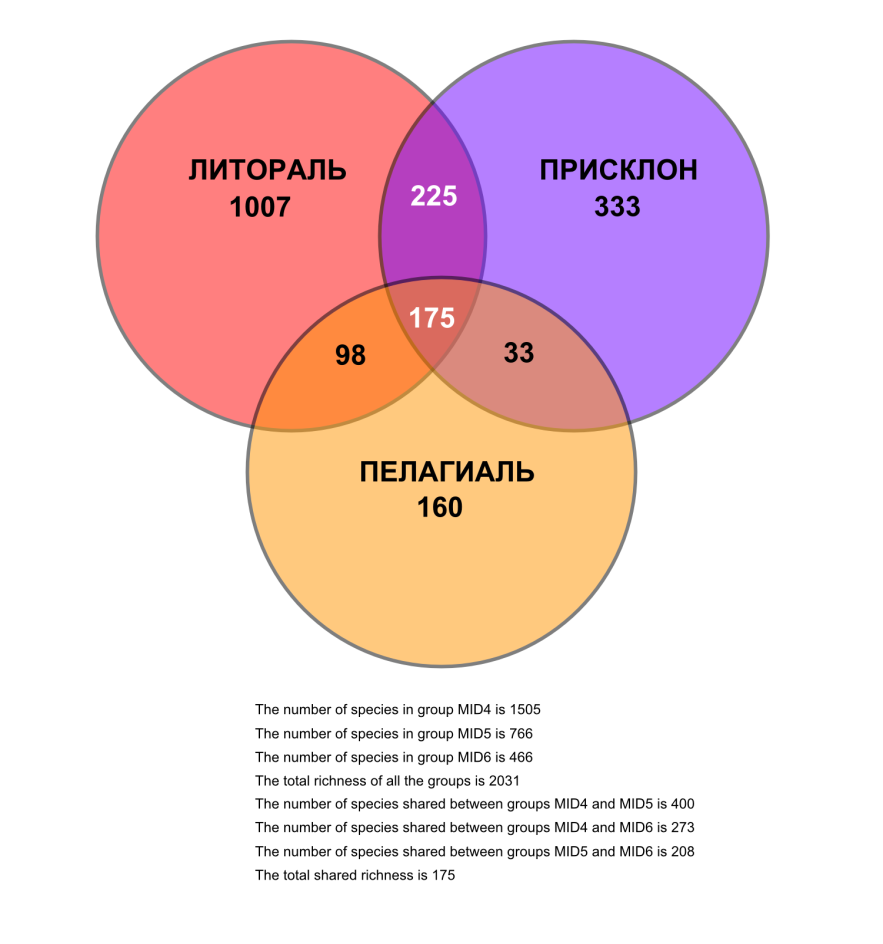 ЛИТОРАЛЬ
1007
ПРИСКЛОН
333
225
175
98
33
ПЕЛАГИАЛЬ
160
The number of species in group MID4 is 1505
The number of species in group MID5 is 766
The number of species in group MID6 is 466
The total richness of all the groups is 2031
The number of species shared between groups MID4 and MID5 is 400
The number of species shared between groups MID4 and MID6 is 273
The number of species shared between groups MID5 and MID6 is 208
The total shared richness is 175